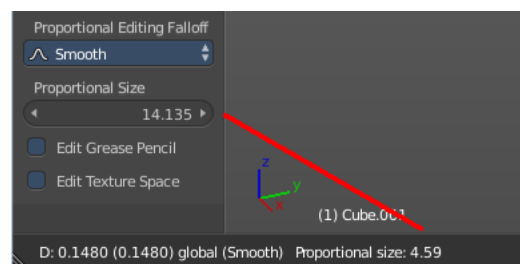 Proportional Editing Falloff
Smooth
Proportional Size
14.135
Edit Grease Pencil
Edit Texture Space
z
y
x
(1) Cube.001
D: 0.1480 (0.1480) global (Smooth) Proportional size: 4.59